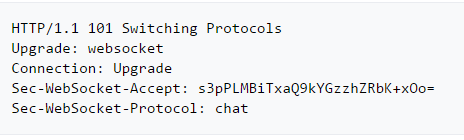 HTTP/1.1 101 Switching Protocols
Upgrade: websocket
Connection: Upgrade
Sec-WebSocket-Accept: s3pPLMBiTxaQ9kYGzzhZRbK+xOo=
Sec-WebSocket-Protocol: chat